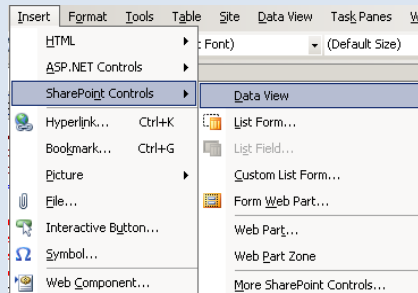 Insert Format Tools Table Site Data View Task Panes
HTML
Font) (Default Size)
ASP.NET Controls
SharePoint Controls
Data View
Hyperlink... Ctrl+K
List Form...
Bookmark... Ctrl+G
List Field...
Picture
Custom List Form...
File...
Form Web Part...
Interactive Button...
Web Part...
Symbol...
Web Part Zone
Web Component...
More SharePoint Controls...